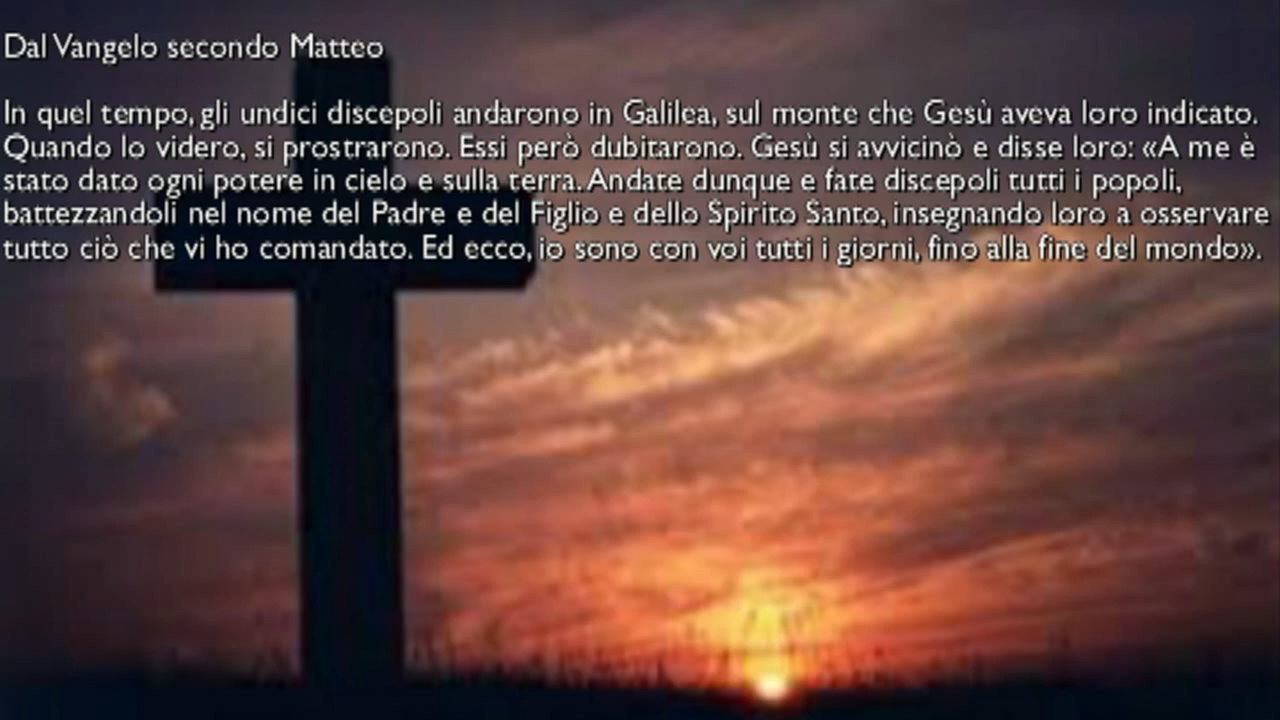 Dal Vangelo secondo Matteo
In quel tempo, gli undici discepoli andarono in Galilea, sul monte che Gesù aveva loro indicato.
Quando lo videro, si prostrarono. Essi però dubitarono. Gesù si avvicinò e disse loro: «A me è
stato dato ogni potere in cielo e sulla terra. Andate dunque e fate discepoli tutti i popoli,
battezzandoli nel nome del Padre e del Figlio e dello Spirito Santo, insegnando loro a osservare
tutto ciò che vi ho comandato. Ed ecco, io sono con voi tutti i giorni, fino alla fine del mondo».